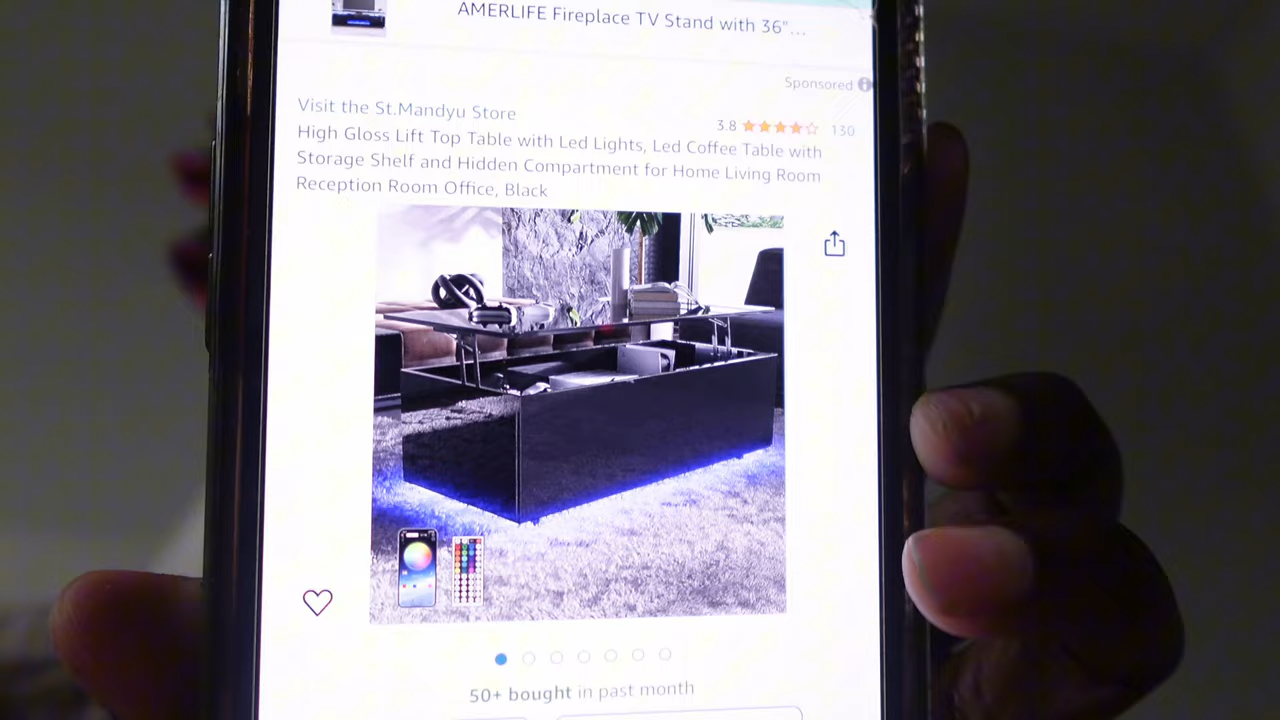 AMERLIFE Fireplace TV Stand with 36"...
Sponsored
Visit the St.Mandyu Store
3.8 130
High Gloss Lift Top Table with Led Lights, Led Coffee Table with
Storage Shelf and Hidden Compartment for Home Living Room
Reception Room Office, Black
50+ bought in past month